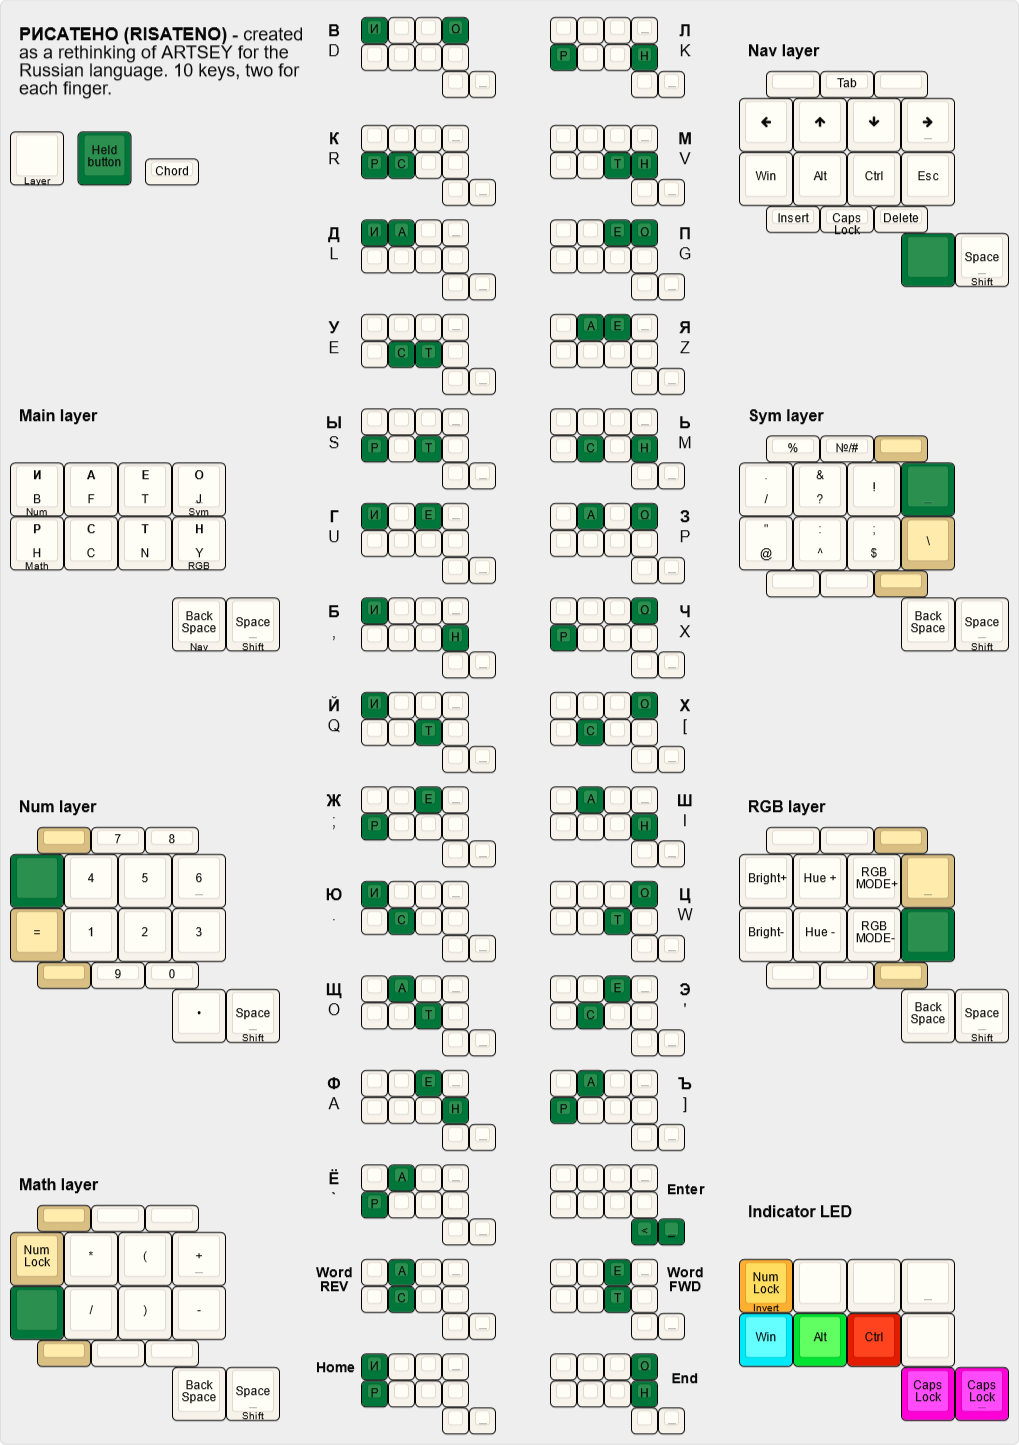 РИСАТЕНО (RISATENO) - created
as a rethinking of ARTSEY for the
Russian language. 10 keys, two for
each finger.
Layer
Held
button
Chord
Main layer
И А Е О
B F T J
Num Sym
Р С Т Н
H C N Y
Math RGB
Back
Space
Nav
Space
_
Shift
Num layer
7 8
4 5 6
_
= 1 2 3
9 0
•
Space
_
Shift
Math layer
Num
Lock
* ( +
_
/ ) -
Back
Space
Space
_
Shift
В И О
D
Л _
K Р Н
_
К _
R Р С
_
М _
V Т Н
_
Д И А _
L
_
П Е О
G
_
У _
E С Т
_
Я А Е _
Z
_
Ы _
S Р Т
_
Ь _
M С Н
_
Г И Е _
U
_
З А О
P
_
Б И _
, Н
_
Ч О
X Р
_
Й И _
Q Т
_
Х О
[ С
_
Ж Е _
; Р
_
Ш А _
I Н
_
Ю И _
. С
_
Ц О
W Т
_
Щ А _
O Т
_
Э Е _
' С
_
Ф Е _
A Н
_
Ъ А _
] Р
_
Ё А _
` Р
_
_
Enter
< _
Word
REV
А _
С
_
Word
FWD
Е _
Т
_
Home
И _
Р
_
End
О
Н
_
Nav layer
Tab
← ↑ ↓ →
_
Win Alt Ctrl Esc
Insert
Caps
Lock
Delete
Space
_
Shift
Sym layer
% №/#
. & ! _
/ ?
" : ; \
@ ^ $
Back
Space
Space
_
Shift
RGB layer
Bright+
Hue +
RGB
MODE+
_
Bright-
Hue -
RGB
MODE-
Back
Space
Space
_
Shift
Indicator LED
Num
Lock
Invert
_
Win Alt Ctrl
Caps
Lock
Caps
Lock
_